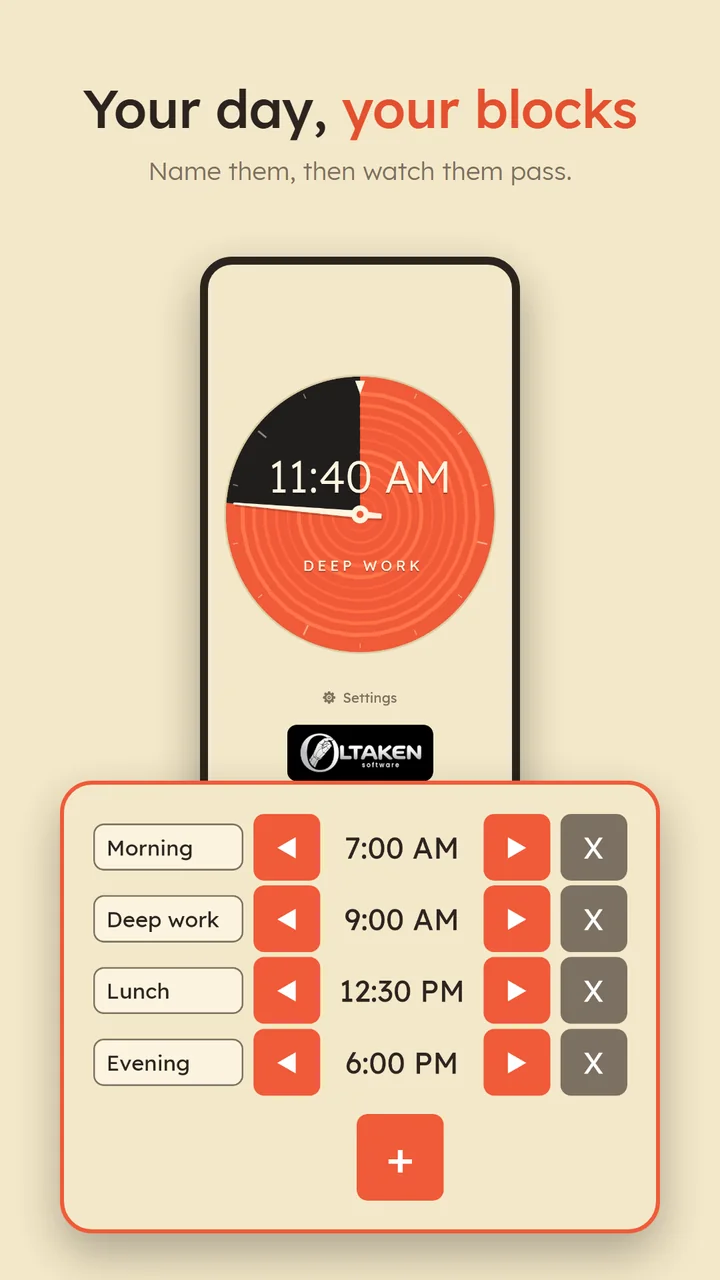 Your day, your blocks
Name them, then watch them pass.
11:40 AM
DEEP WORK
Settings
OLTAKEN
software
Morning 7:00 AM X
Deep work 9:00 AM X
Lunch 12:30 PM X
Evening 6:00 PM X
+